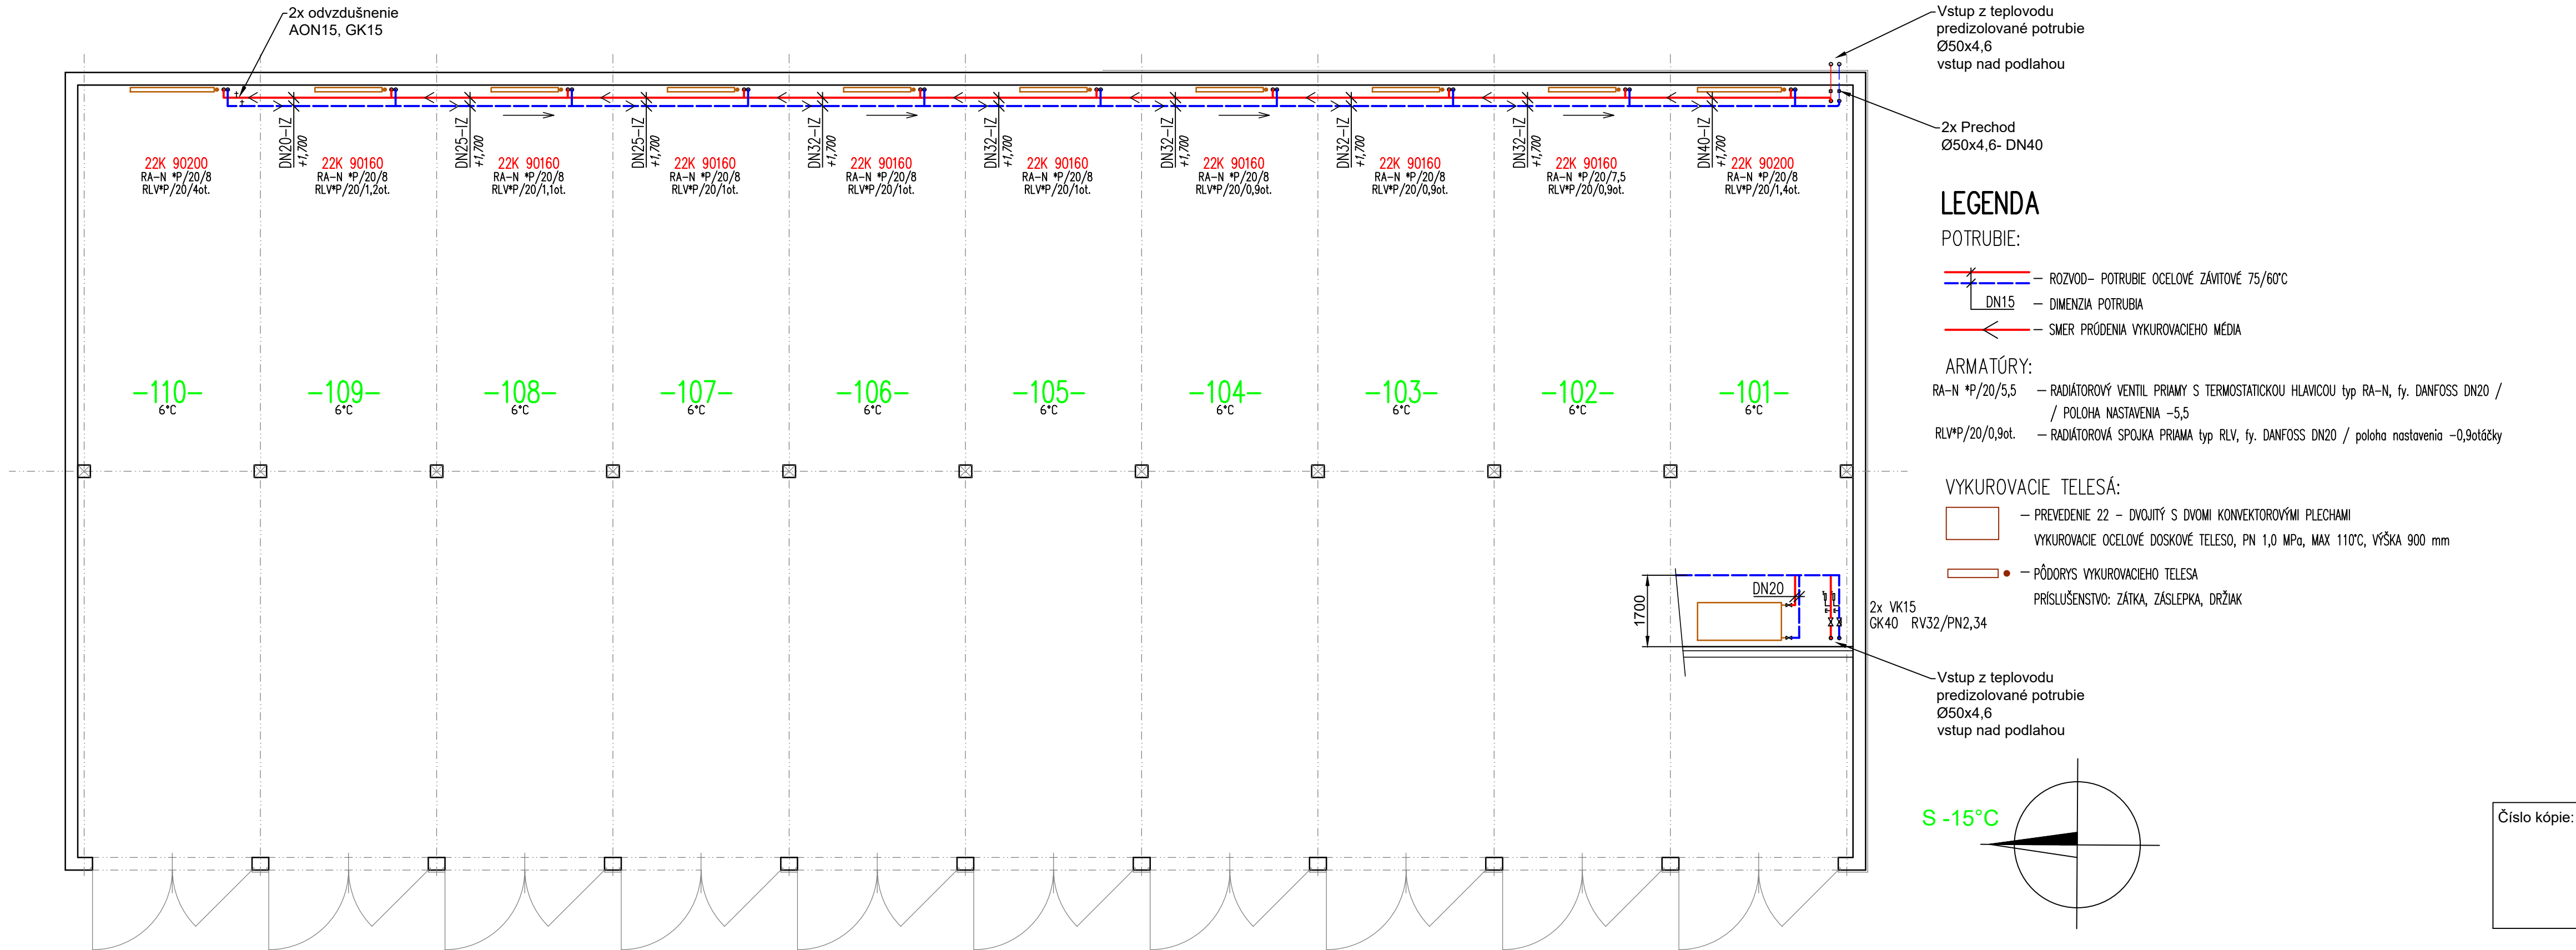 2x odvzdušnenie
AON15, GK15
Vstup z teplovodu
predizolované potrubie
Ø50x4,6
vstup nad podlahou
2x Prechod
Ø50x4,6- DN40
DN20-IZ
+1,700
DN25-IZ
+1,700
DN25-IZ
+1,700
DN32-IZ
+1,700
DN32-IZ
+1,700
DN32-IZ
+1,700
DN32-IZ
+1,700
DN32-IZ
+1,700
DN40-IZ
+1,700
22K 90200
RA-N *P/20/8
RLV*P/20/4ot.
22K 90160
RA-N *P/20/8
RLV*P/20/1,2ot.
22K 90160
RA-N *P/20/8
RLV*P/20/1,1ot.
22K 90160
RA-N *P/20/8
RLV*P/20/1ot.
22K 90160
RA-N *P/20/8
RLV*P/20/1ot.
22K 90160
RA-N *P/20/8
RLV*P/20/1ot.
22K 90160
RA-N *P/20/8
RLV*P/20/0,9ot.
22K 90160
RA-N *P/20/8
RLV*P/20/0,9ot.
22K 90160
RA-N *P/20/7,5
RLV*P/20/0,9ot.
22K 90200
RA-N *P/20/8
RLV*P/20/1,4ot.
-110-
6°C
-109-
6°C
-108-
6°C
-107-
6°C
-106-
6°C
-105-
6°C
-104-
6°C
-103-
6°C
-102-
6°C
-101-
6°C
LEGENDA
POTRUBIE:
- ROZVOD- POTRUBIE OCELOVÉ ZÁVITOVÉ 75/60°C
DN15 - DIMENZIA POTRUBIA
- SMER PRÚDENIA VYKUROVACIEHO MÉDIA
ARMATÚRY:
RA-N *P/20/5,5 - RADIÁTOROVÝ VENTIL PRIAMY S TERMOSTATICKOU HLAVICOU typ RA-N, fy. DANFOSS DN20 /
/ POLOHA NASTAVENIA -5,5
RLV*P/20/0,9ot. - RADIÁTOROVÁ SPOJKA PRIAMA typ RLV, fy. DANFOSS DN20 / poloha nastavenia -0,9otóčky
VYKUROVACIE TELESÁ:
- PREVEDENIE 22 - DVOJITÝ S DVOMI KONVEKTOROVÝMI PLECHAMI
VYKUROVACIE OCELOVÉ DOSKOVÉ TELESO, PN 1,0 MPa, MAX 110°C, VÝŠKA 900 mm
- PÔDORYS VYKUROVACIEHO TELESA
PRÍSLUŠENSTVO: ZÁTKA, ZÁSLEPKA, DRŽIAK
1700
DN20
2x VK15
GK40 RV32/PN2,34
Vstup z teplovodu
predizolované potrubie
Ø50x4,6
vstup nad podlahou
S -15°C
Číslo kópie: